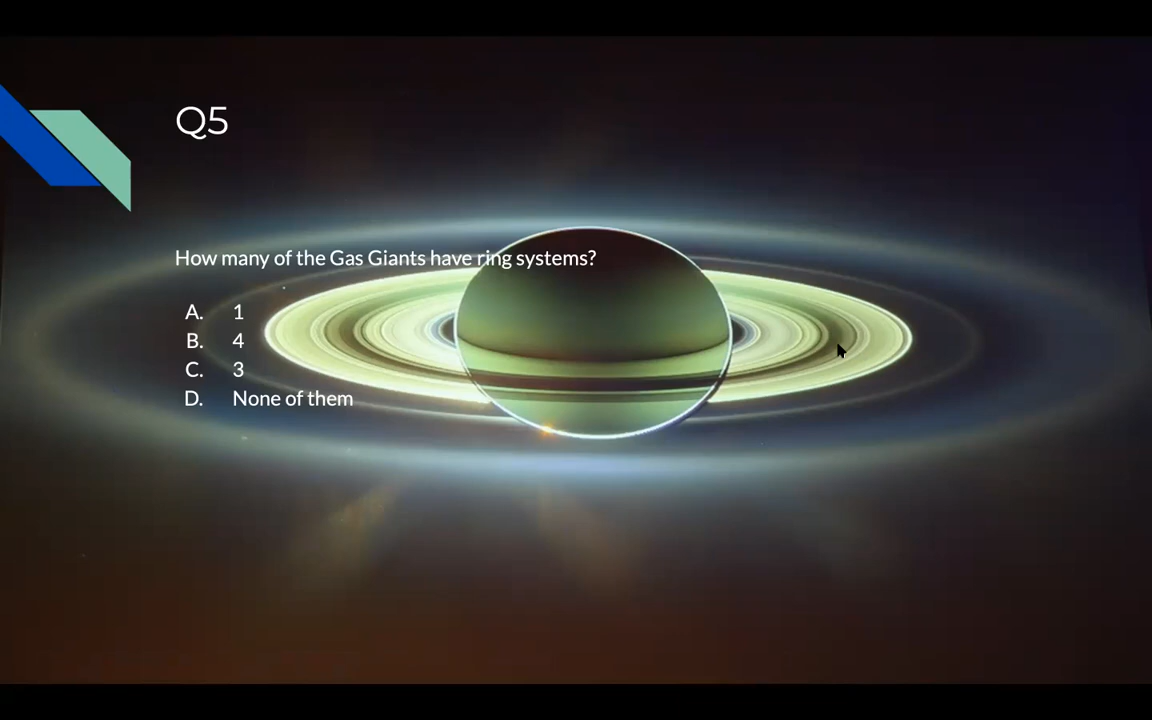 Q5
How many of the Gas Giants have ring systems?
A. 1
B. 4
C. 3
D. None of them